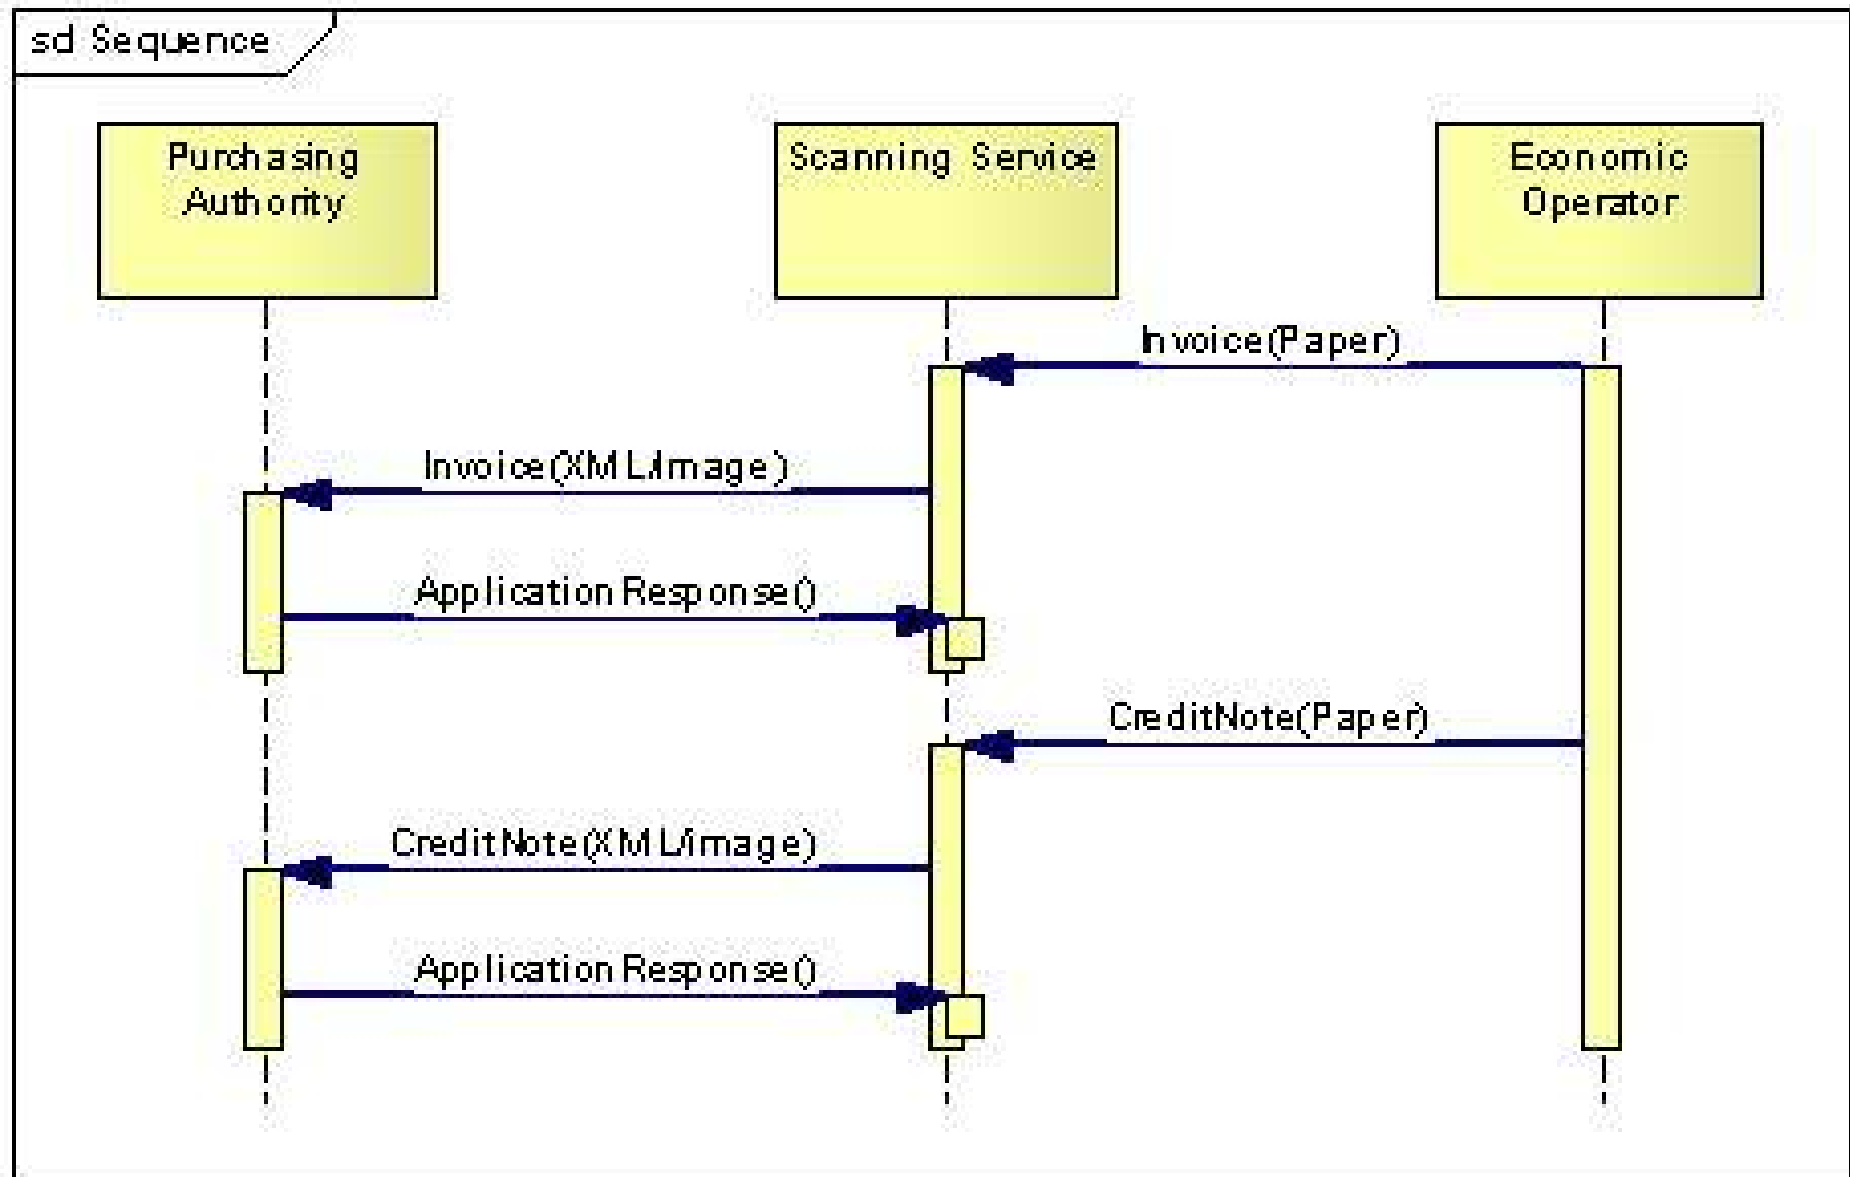 sd Sequence
Purchasing
Authority
Scanning Service
Economic
Operator
Invoice(Paper)
Invoice(XML/Image)
Application Response()
CreditNote(Paper)
CreditNote(XML/image)
Application Response()